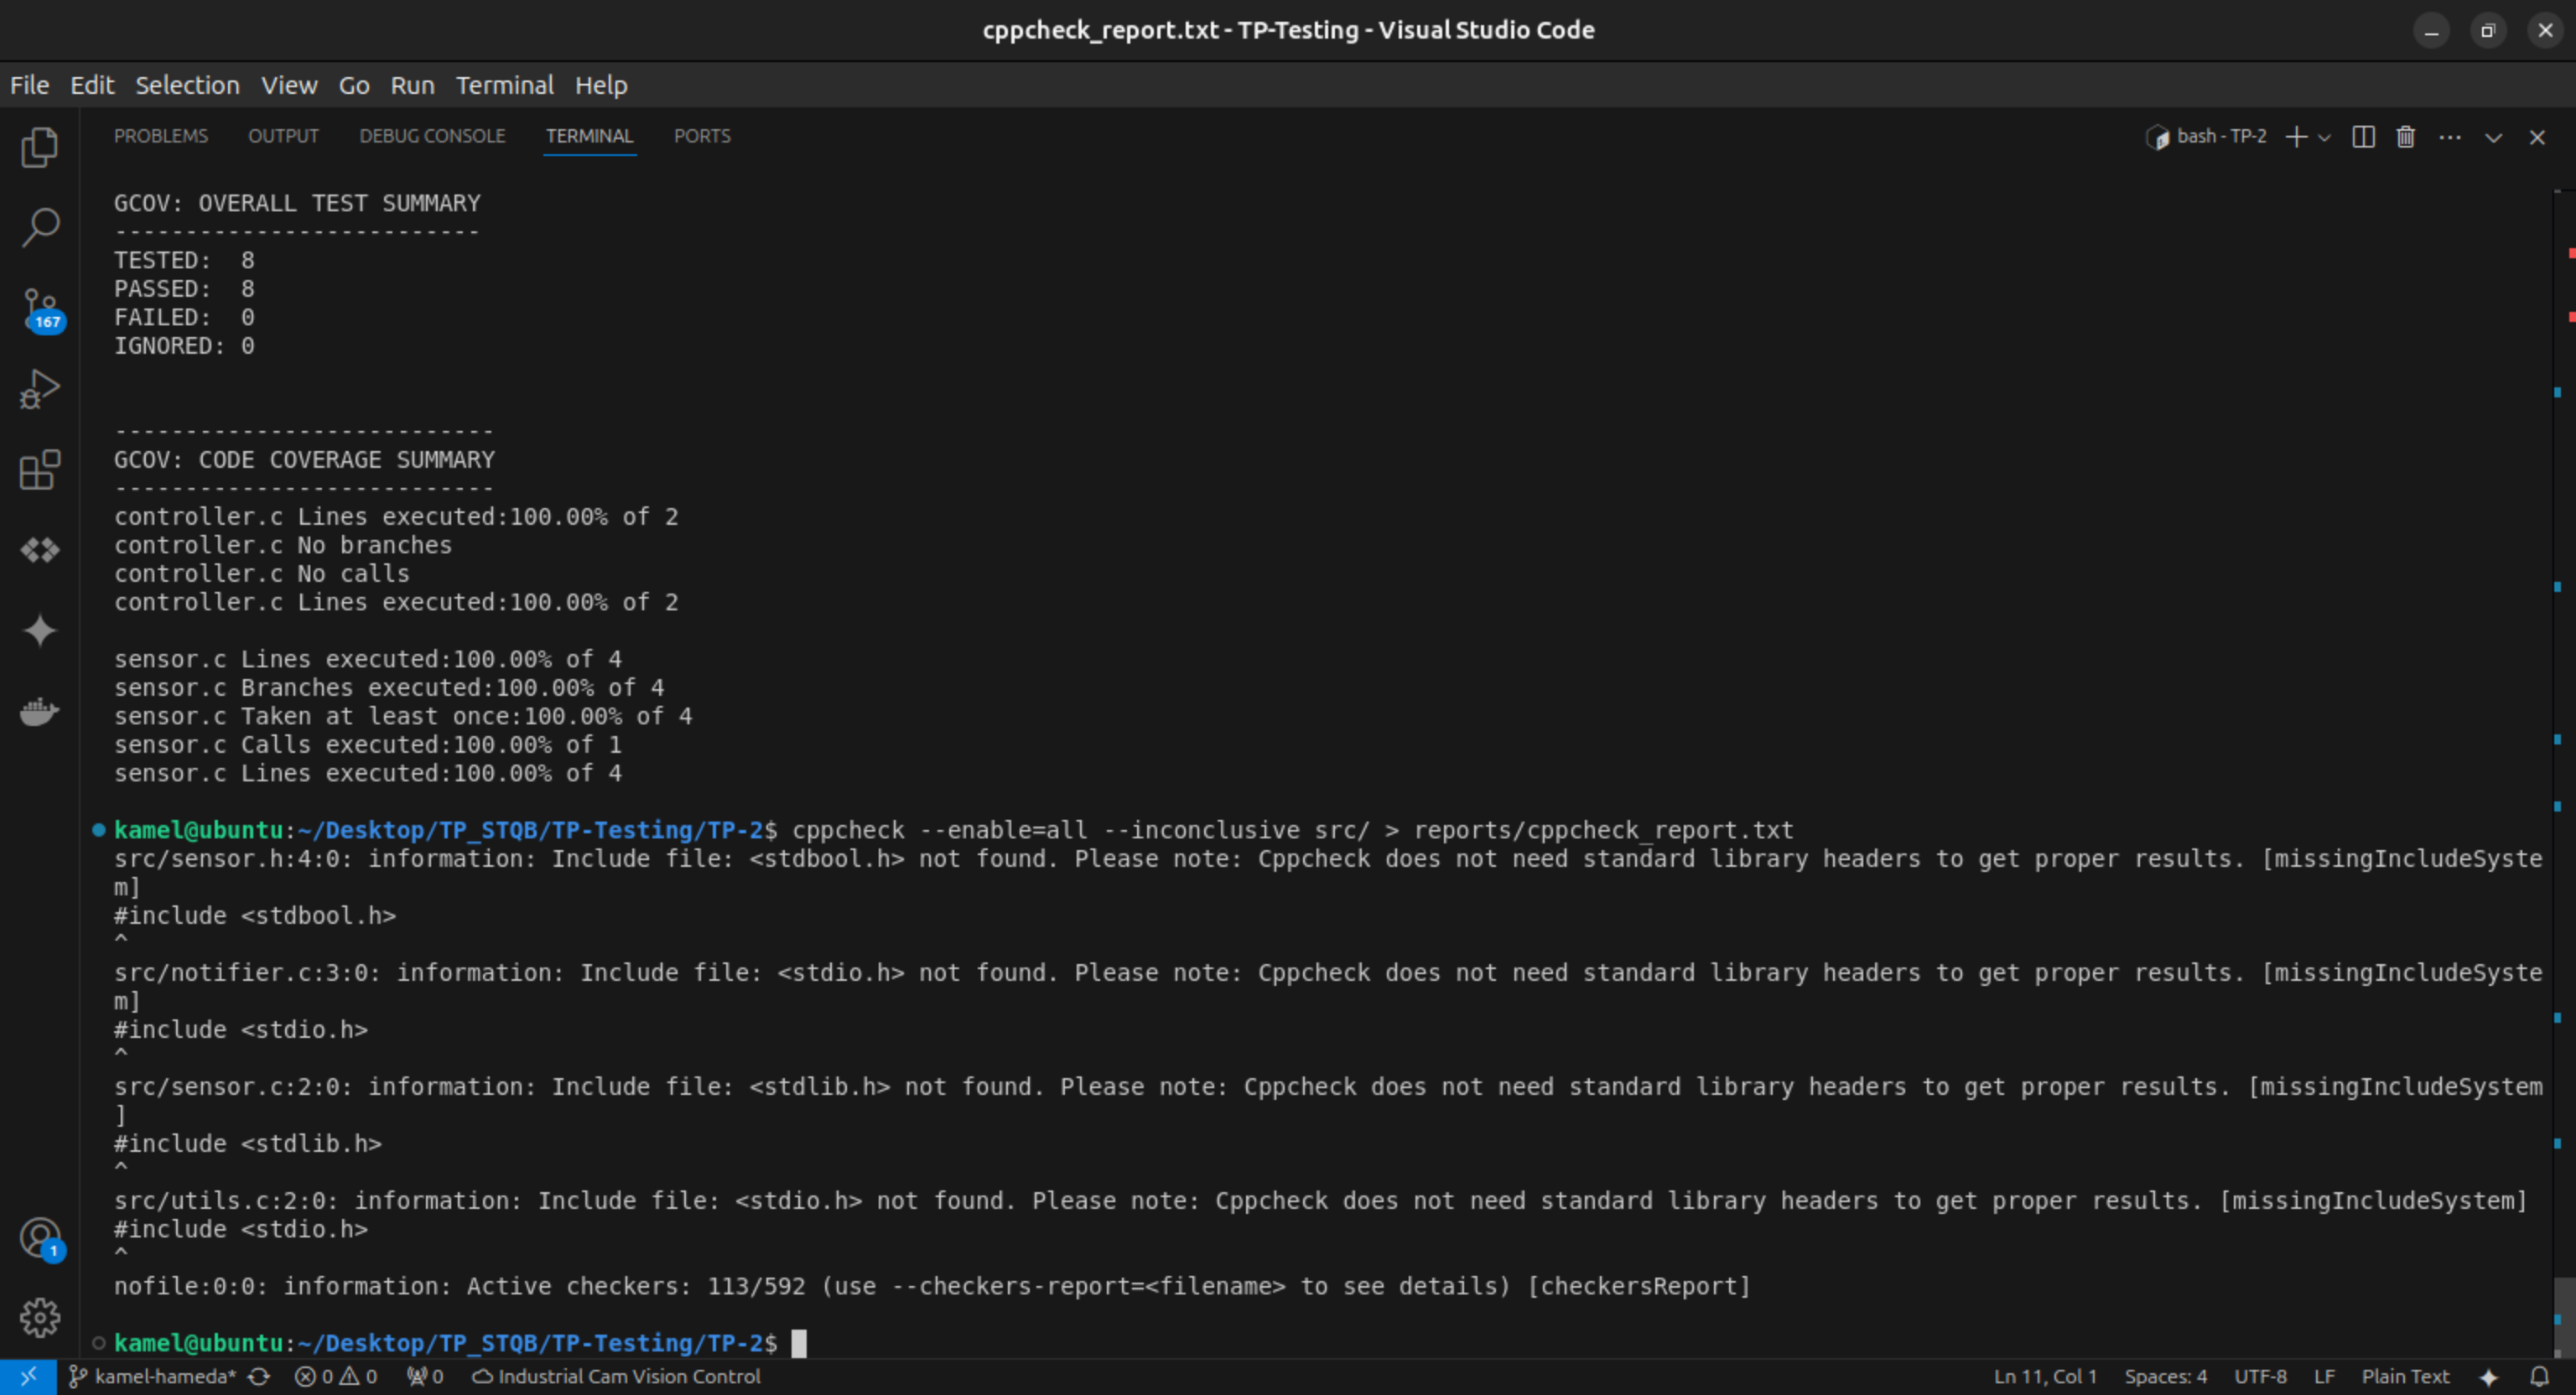 cppcheck_report.txt - TP-Testing - Visual Studio Code
File Edit Selection View Go Run Terminal Help
PROBLEMS OUTPUT DEBUG CONSOLE TERMINAL PORTS
bash - TP-2
GCOV: OVERALL TEST SUMMARY
--------------------------
TESTED:  8
PASSED:  8
FAILED:  0
IGNORED: 0
---------------------------
GCOV: CODE COVERAGE SUMMARY
---------------------------
controller.c Lines executed:100.00% of 2
controller.c No branches
controller.c No calls
controller.c Lines executed:100.00% of 2
sensor.c Lines executed:100.00% of 4
sensor.c Branches executed:100.00% of 4
sensor.c Taken at least once:100.00% of 4
sensor.c Calls executed:100.00% of 1
sensor.c Lines executed:100.00% of 4
kamel@ubuntu:~/Desktop/TP_STQB/TP-Testing/TP-2$ cppcheck --enable=all --inconclusive src/ > reports/cppcheck_report.txt
src/sensor.h:4:0: information: Include file: <stdbool.h> not found. Please note: Cppcheck does not need standard library headers to get proper results. [missingIncludeSyste
m]
#include <stdbool.h>
^
src/notifier.c:3:0: information: Include file: <stdio.h> not found. Please note: Cppcheck does not need standard library headers to get proper results. [missingIncludeSyste
m]
#include <stdio.h>
^
src/sensor.c:2:0: information: Include file: <stdlib.h> not found. Please note: Cppcheck does not need standard library headers to get proper results. [missingIncludeSystem
]
#include <stdlib.h>
^
src/utils.c:2:0: information: Include file: <stdio.h> not found. Please note: Cppcheck does not need standard library headers to get proper results. [missingIncludeSystem]
#include <stdio.h>
^
nofile:0:0: information: Active checkers: 113/592 (use --checkers-report=<filename> to see details) [checkersReport]
kamel@ubuntu:~/Desktop/TP_STQB/TP-Testing/TP-2$
167
1
kamel-hameda* 0 0 0 Industrial Cam Vision Control Ln 11, Col 1 Spaces: 4 UTF-8 LF Plain Text